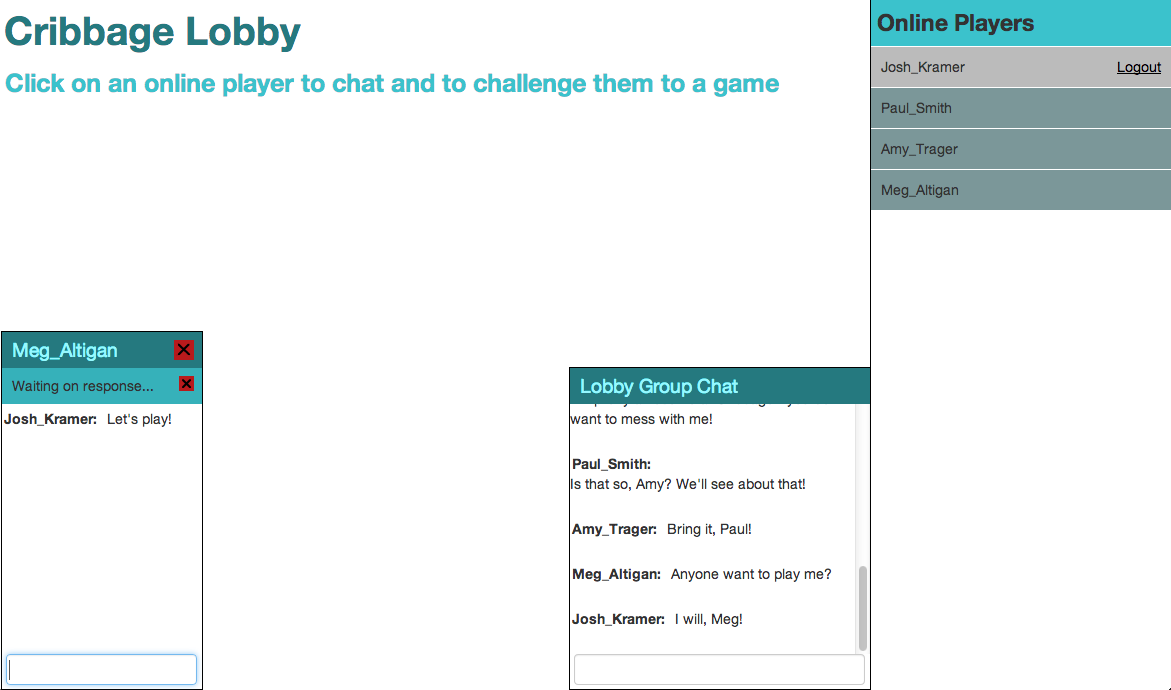 Cribbage Lobby
Click on an online player to chat and to challenge them to a game
Online Players
Josh_Kramer Logout
Paul_Smith
Amy_Trager
Meg_Altigan
Meg_Altigan
Waiting on response...
Josh_Kramer: Let's play!
Lobby Group Chat
want to mess with me!
Paul_Smith:
Is that so, Amy? We'll see about that!
Amy_Trager: Bring it, Paul!
Meg_Altigan: Anyone want to play me?
Josh_Kramer: I will, Meg!